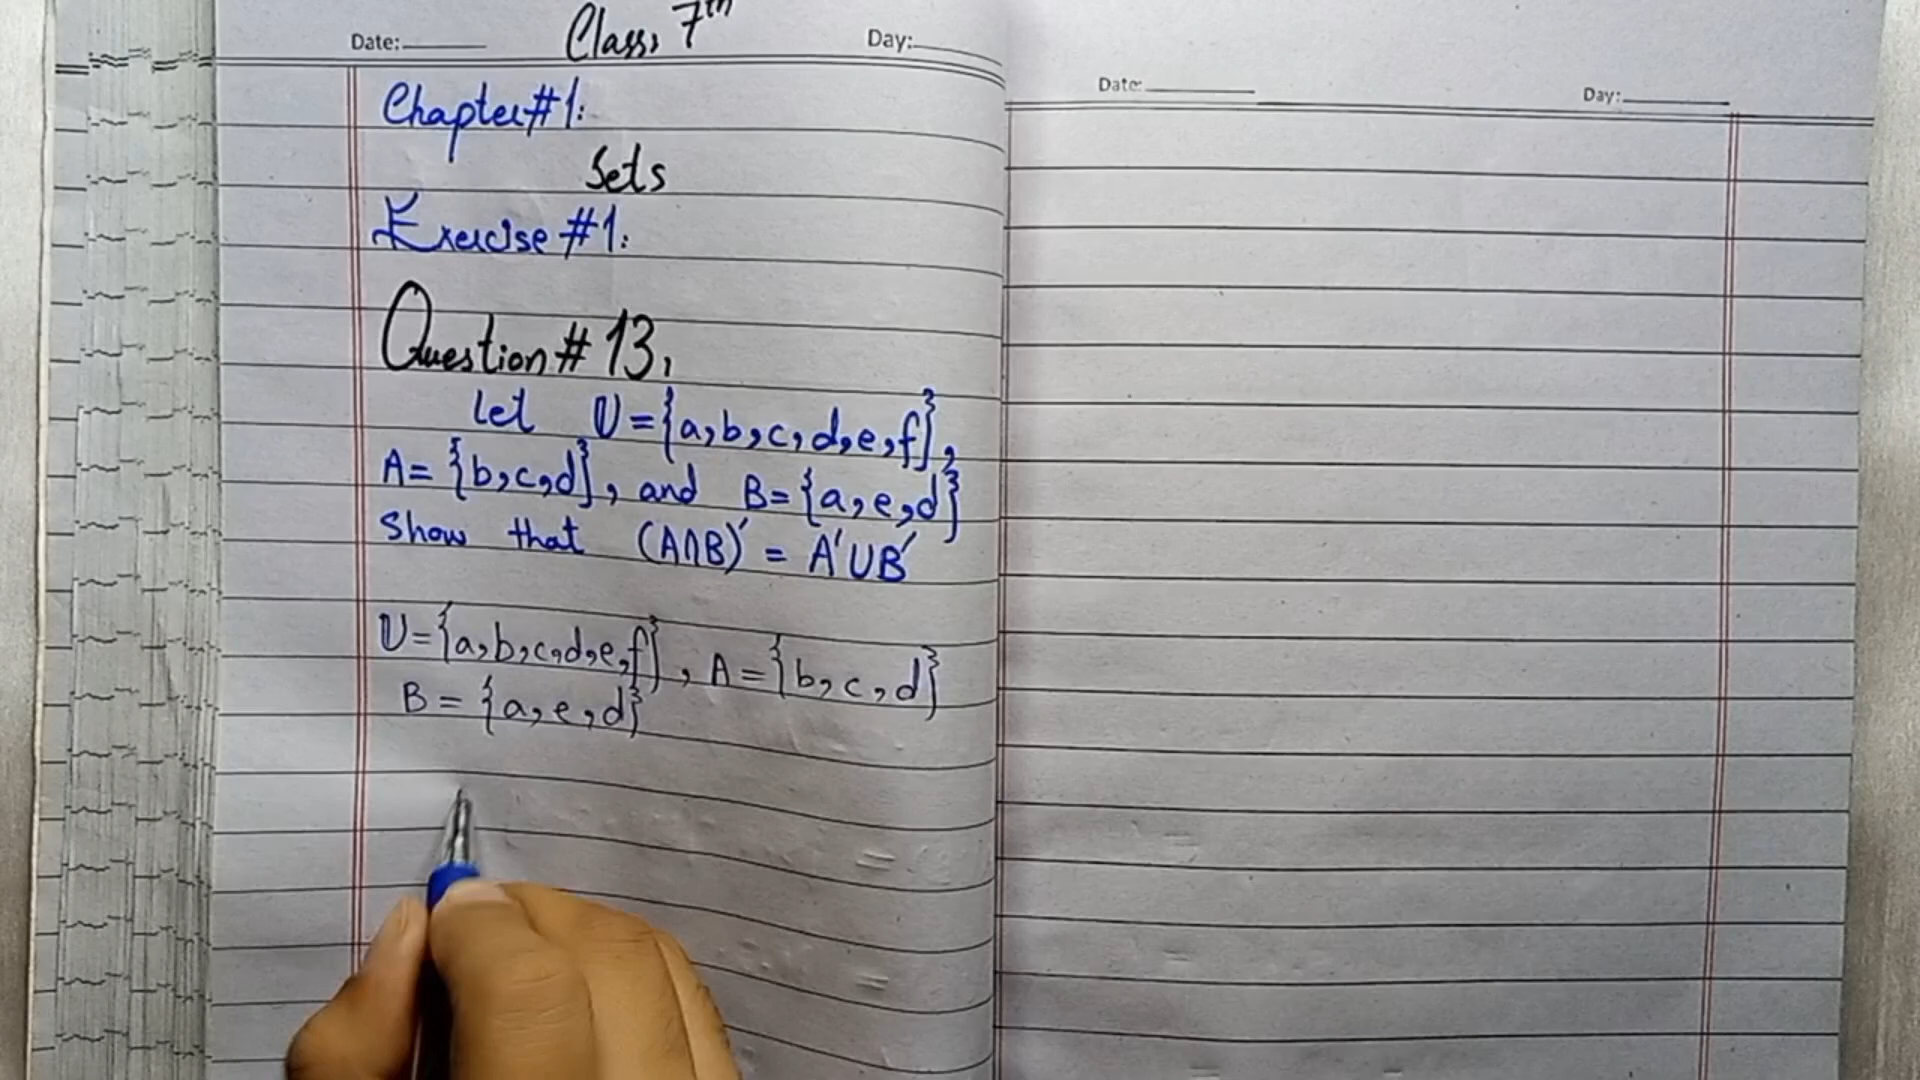 Date: Class, 7th Day:
Chapter#1:
Sets
Exercise #1:
Question# 13,
let U={a,b,c,d,e,f},
A={b,c,d}, and B={a,e,d}
Show that (A∩B)′ = A′∪B′
U={a,b,c,d,e,f}, A={b,c,d}
B={a,e,d}
Date: Day: